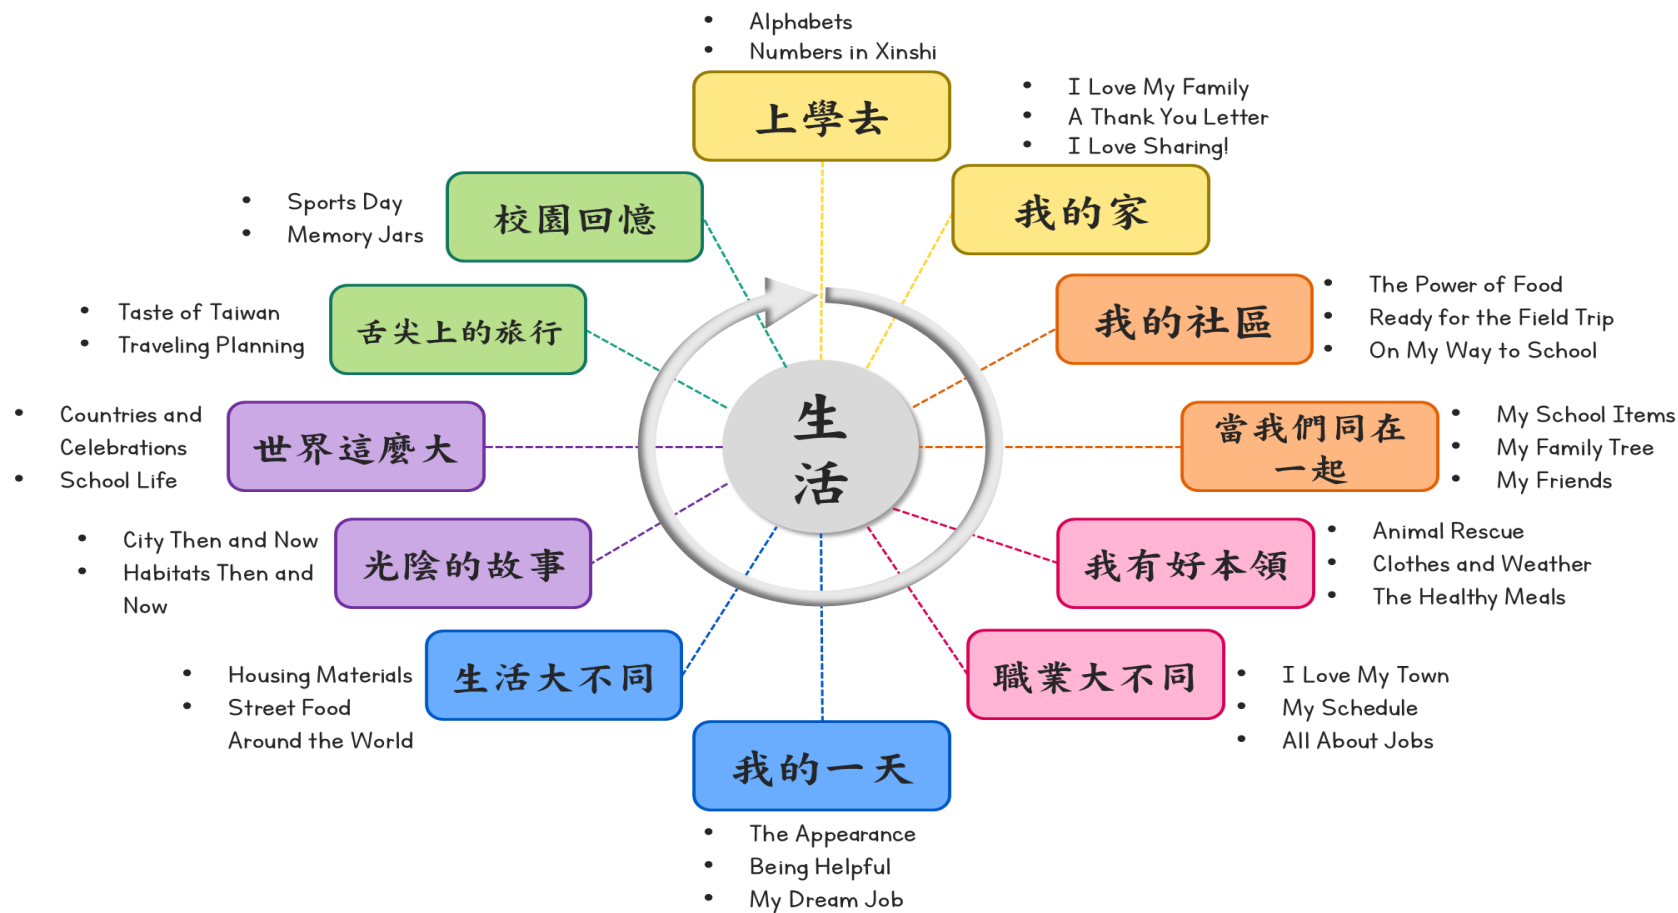 Alphabets
Numbers in Xinshi
上學去
I Love My Family
A Thank You Letter
I Love Sharing!
我的家
The Power of Food
Ready for the Field Trip
On My Way to School
我的社區
My School Items
My Family Tree
My Friends
當我們同在
一起
Animal Rescue
Clothes and Weather
The Healthy Meals
我有好本領
I Love My Town
My Schedule
All About Jobs
職業大不同
我的一天
The Appearance
Being Helpful
My Dream Job
生活大不同
Housing Materials
Street Food
Around the World
光陰的故事
City Then and Now
Habitats Then and
Now
世界這麼大
Countries and
Celebrations
School Life
舌尖上的旅行
Taste of Taiwan
Traveling Planning
校園回憶
Sports Day
Memory Jars
生
活